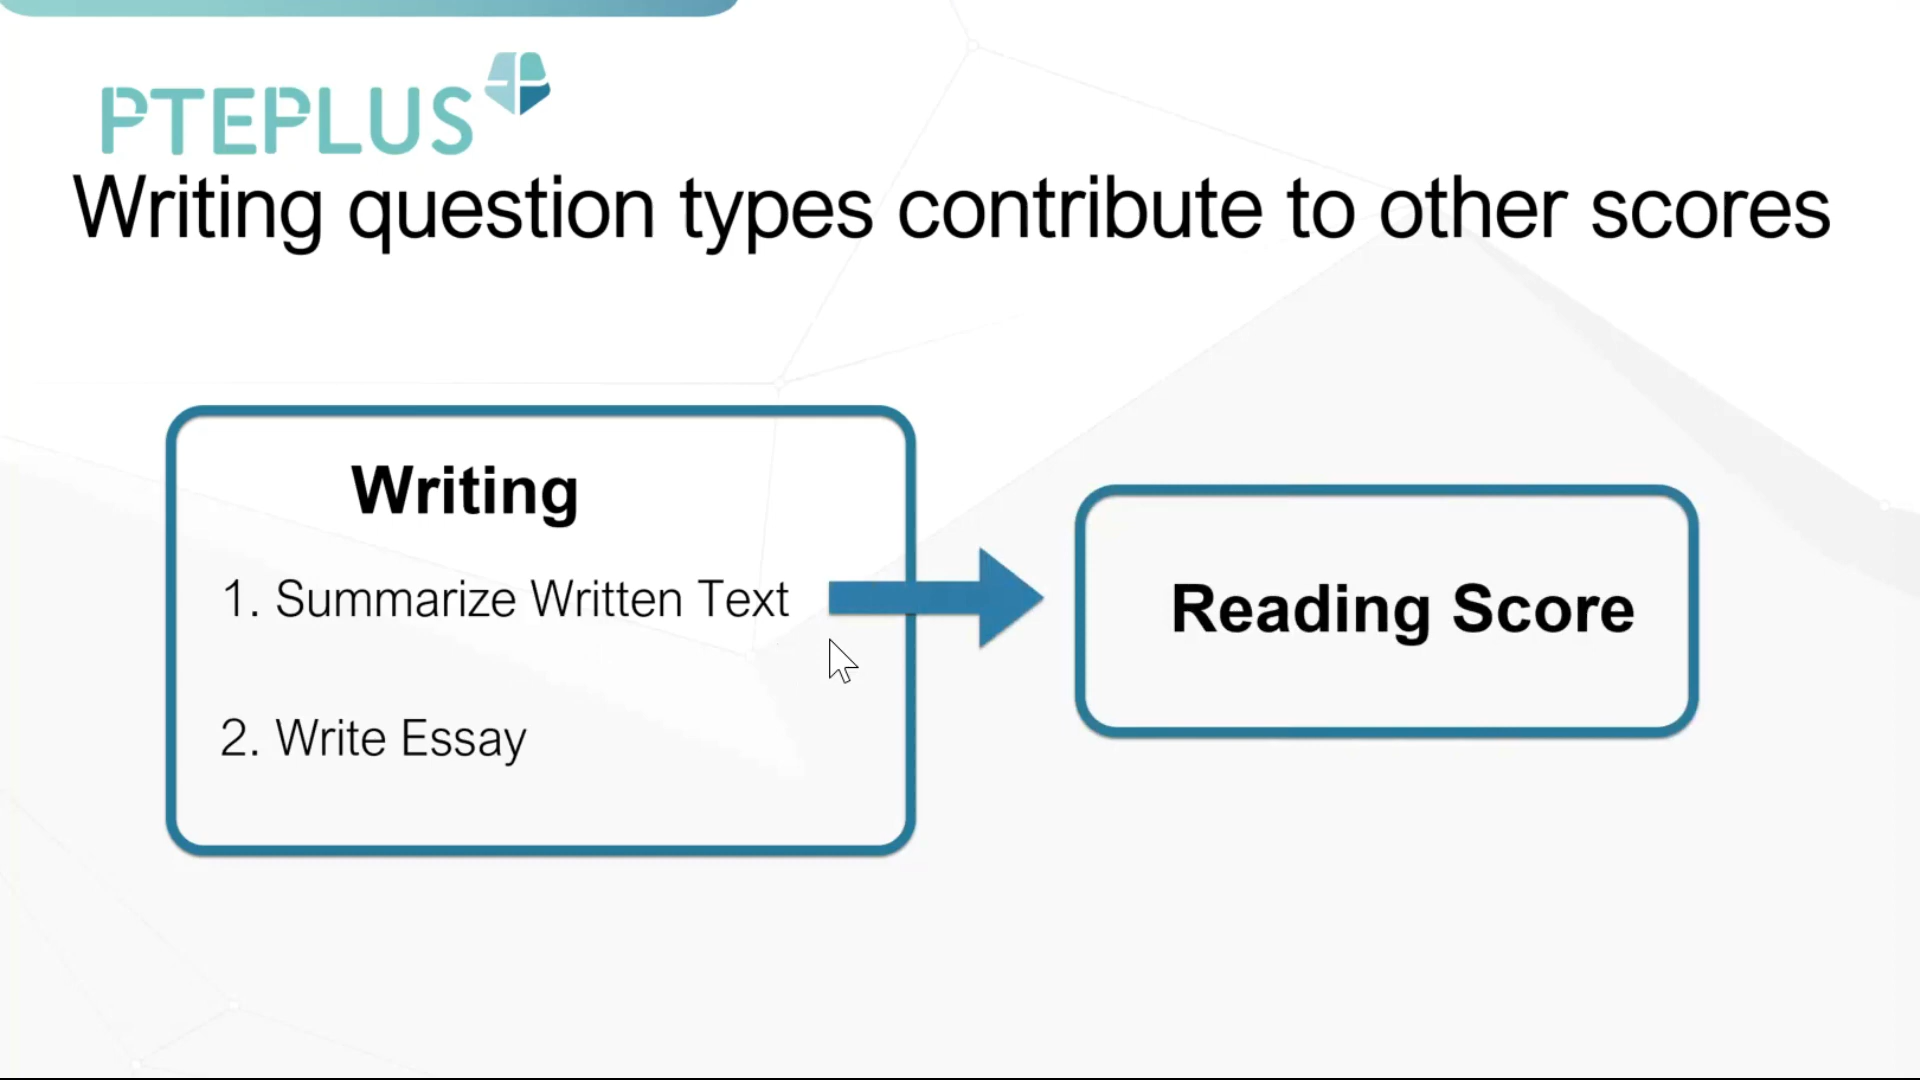 PTEPLUS
Writing question types contribute to other scores
Writing
1. Summarize Written Text
2. Write Essay
Reading Score